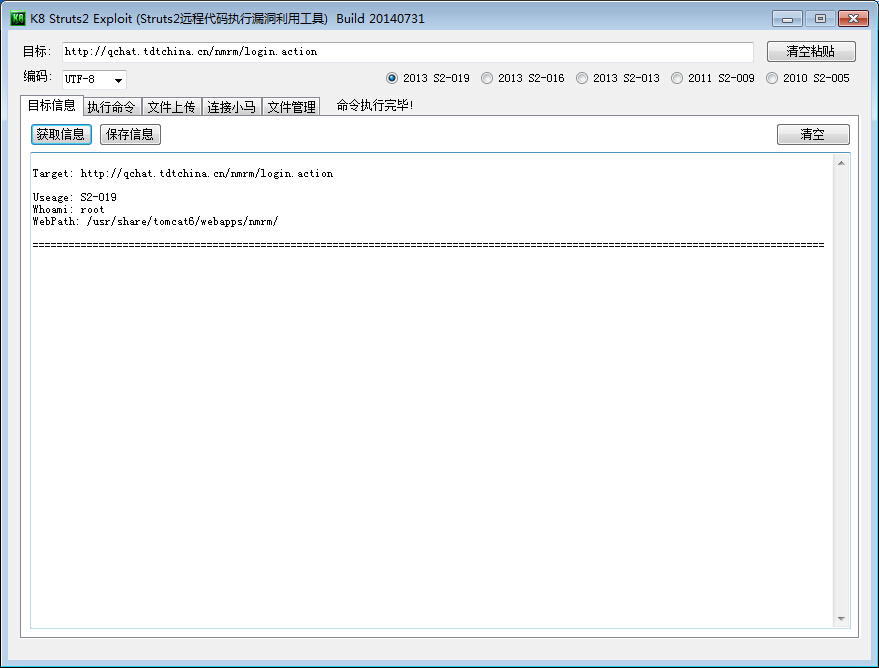 K8 Struts2 Exploit (Struts2远程代码执行漏洞利用工具) Build 20140731
目标: http://qchat.tdtchina.cn/nmrm/login.action 清空粘贴
编码: UTF-8 2013 S2-019 2013 S2-016 2013 S2-013 2011 S2-009 2010 S2-005
目标信息 执行命令 文件上传 连接小马 文件管理 命令执行完毕!
获取信息 保存信息 清空
Target: http://qchat.tdtchina.cn/nmrm/login.action
Useage: S2-019
Whoami: root
WebPath: /usr/share/tomcat6/webapps/nmrm/
====================================================================================================================================